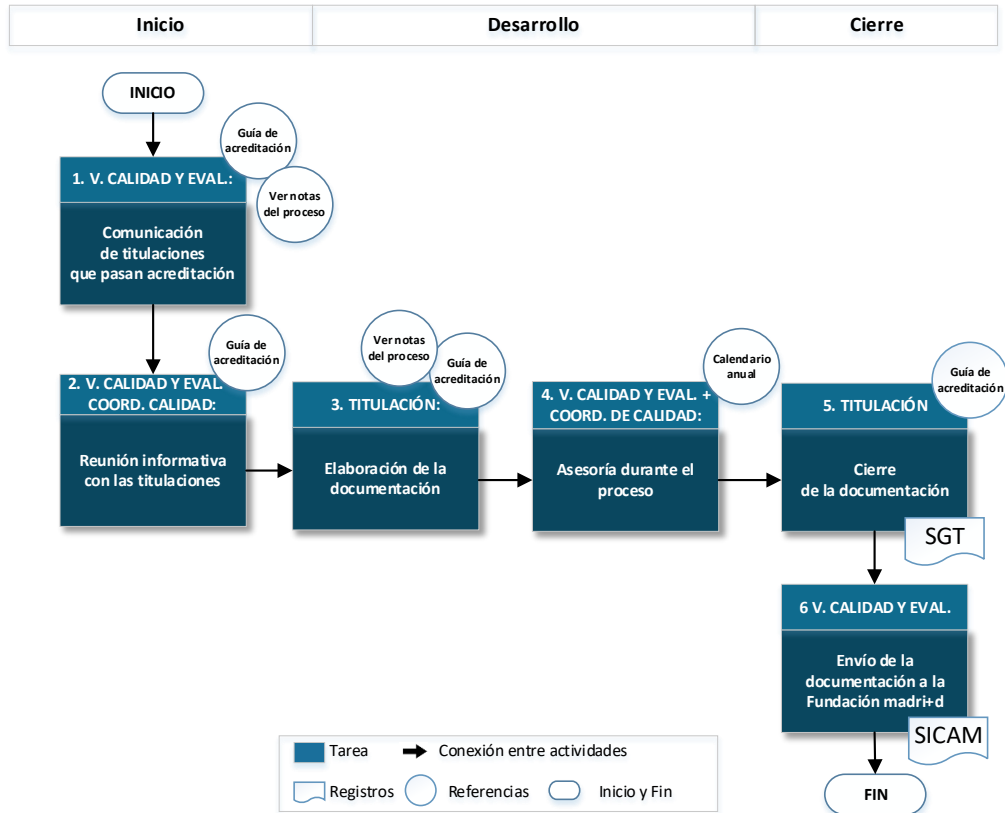 Inicio
Desarrollo
Cierre
INICIO
Guía de
acreditación
Ver notas
del proceso
1. V. CALIDAD Y EVAL.:
Comunicación
de titulaciones
que pasan acreditación
Guía de
acreditación
2. V. CALIDAD Y EVAL.
COORD. CALIDAD:
Reunión informativa
con las titulaciones
Ver notas
del proceso
Guía de
acreditación
3. TITULACIÓN:
Elaboración de la
documentación
Calendario
anual
4. V. CALIDAD Y EVAL. +
COORD. DE CALIDAD:
Asesoría durante el
proceso
Guía de
acreditación
5. TITULACIÓN
Cierre
de la documentación
SGT
6 V. CALIDAD Y EVAL.
Envío de la
documentación a la
Fundación madri+d
SICAM
FIN
Tarea
Conexión entre actividades
Registros
Referencias
Inicio y Fin